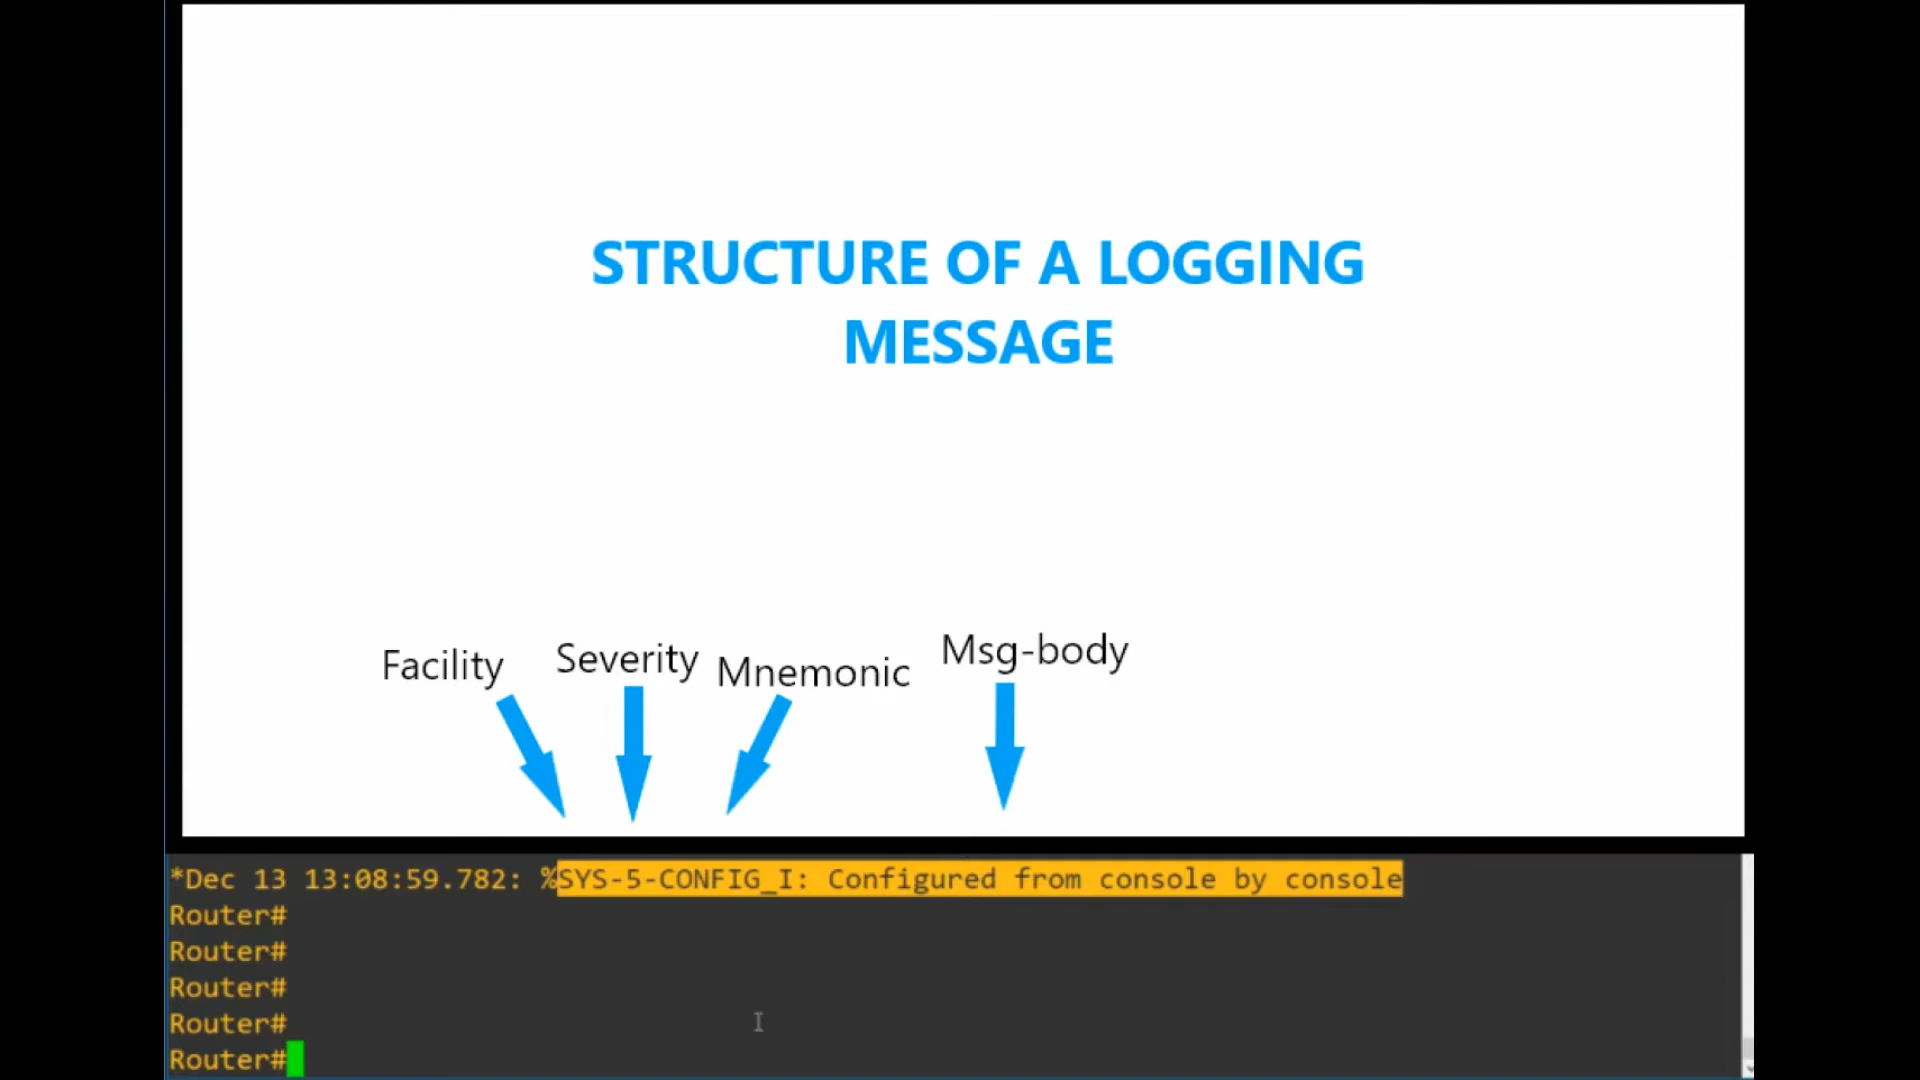 STRUCTURE OF A LOGGING
MESSAGE
Facility Severity Mnemonic Msg-body
*Dec 13 13:08:59.782: %SYS-5-CONFIG_I: Configured from console by console
Router#
Router#
Router#
Router#
Router#